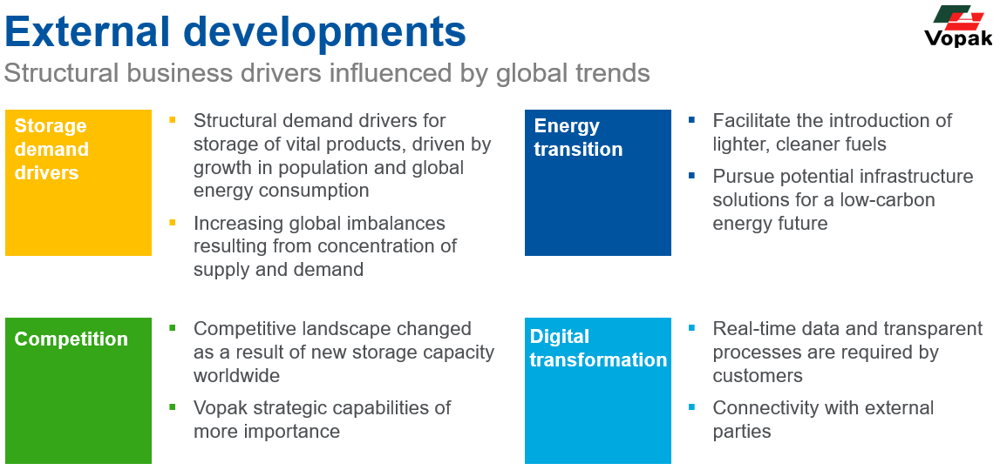 External developments
Vopak
Structural business drivers influenced by global trends
Storage
demand
drivers
▪ Structural demand drivers for
storage of vital products, driven by
growth in population and global
energy consumption
▪ Increasing global imbalances
resulting from concentration of
supply and demand
Energy
transition
▪ Facilitate the introduction of
lighter, cleaner fuels
▪ Pursue potential infrastructure
solutions for a low-carbon
energy future
Competition
▪ Competitive landscape changed
as a result of new storage capacity
worldwide
▪ Vopak strategic capabilities of
more importance
Digital
transformation
▪ Real-time data and transparent
processes are required by
customers
▪ Connectivity with external
parties